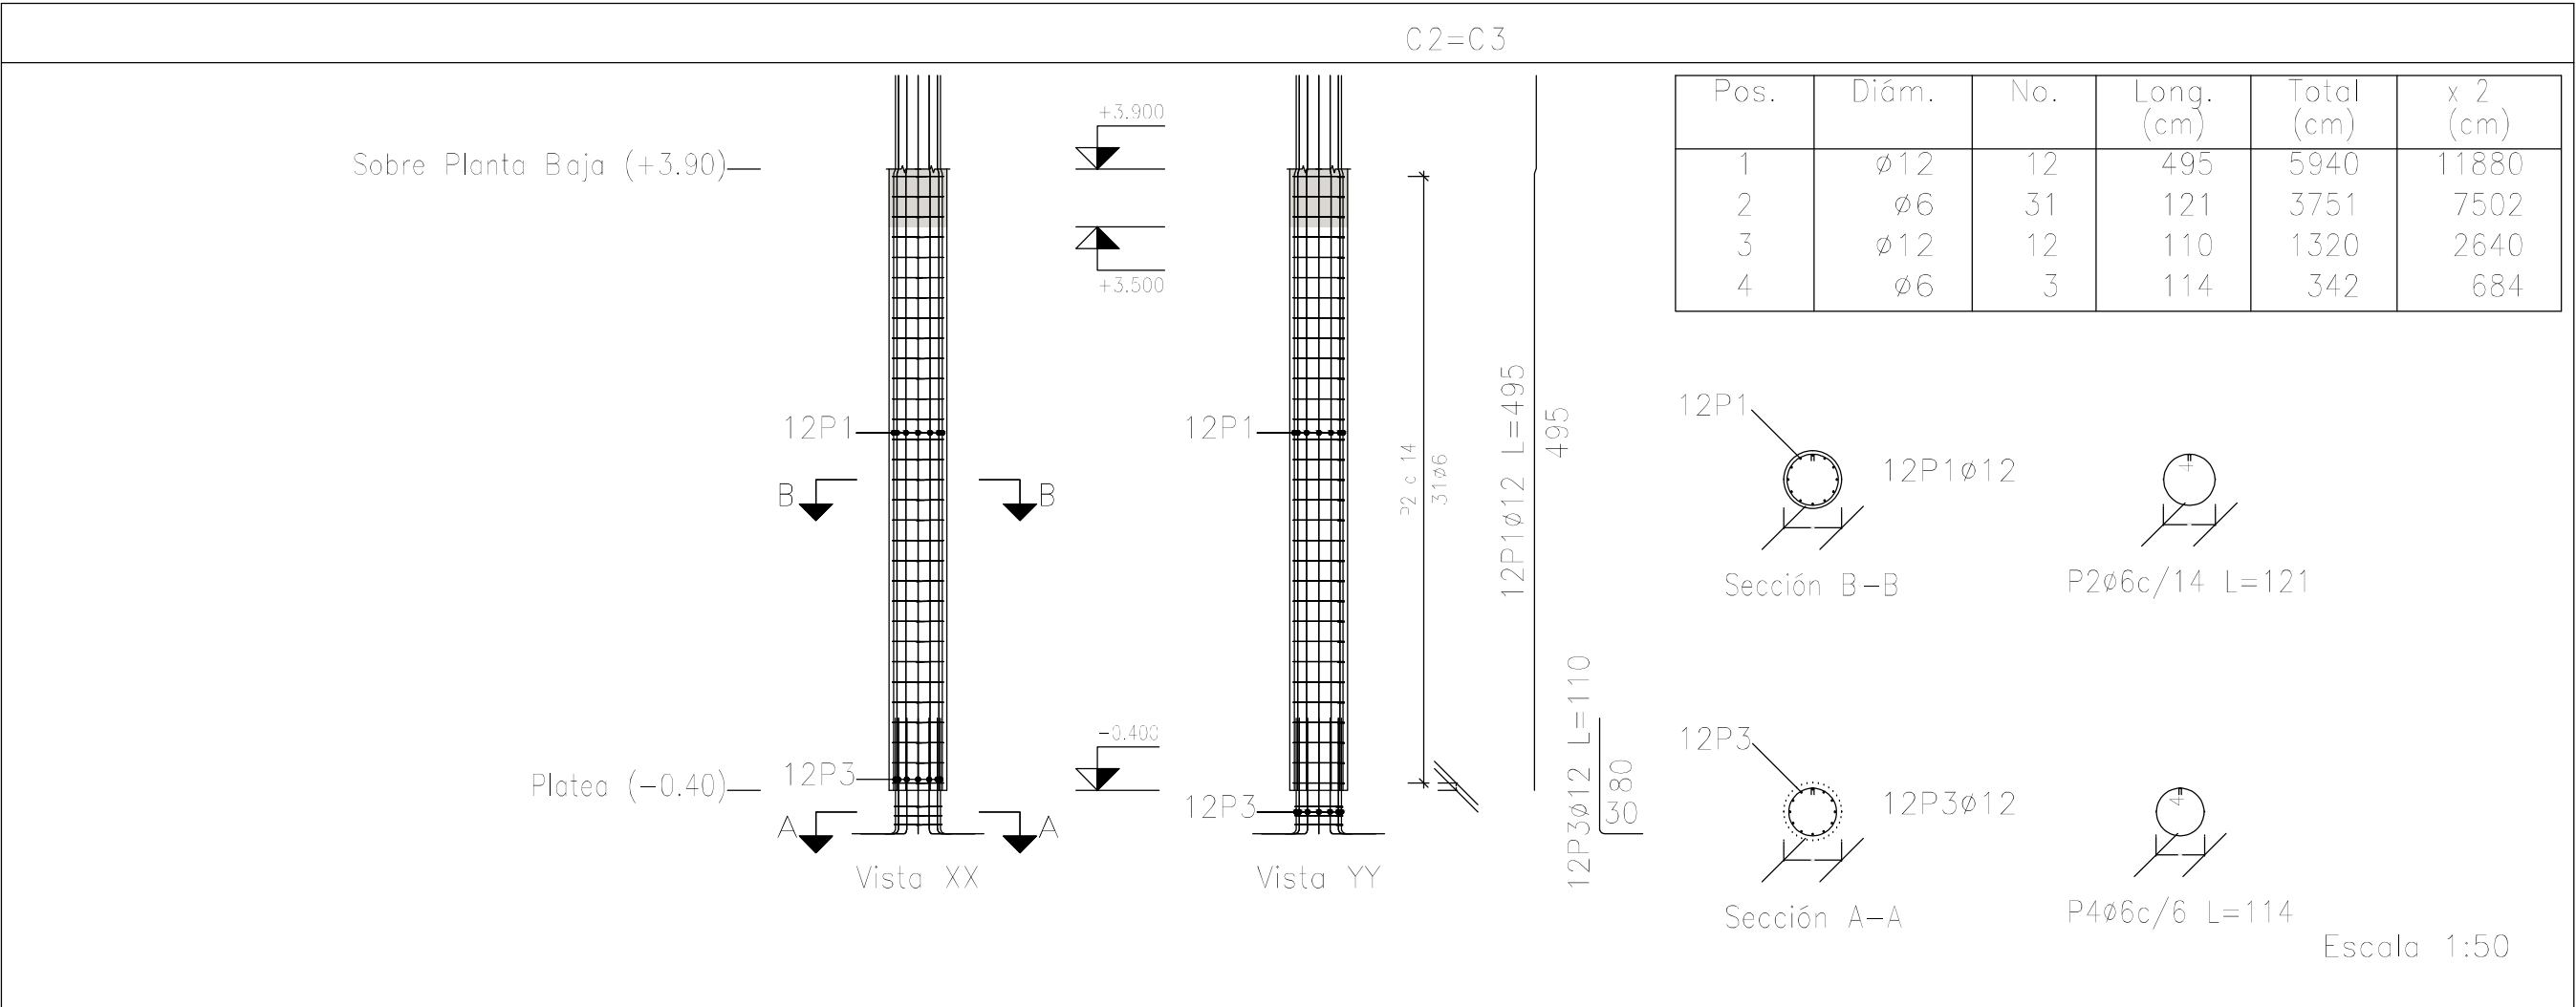 C2=C3
Sobre Planta Baja (+3.90)
+3.900
+3.500
12P1
B
B
Platea (-0.40)
12P3
-0.400
A
A
Vista XX
12P1
12P3
Vista YY
P2 c 14
31ø6
12P1ø12 L=495
495
12P3ø12 L=110
80
30
Pos. Diám. No. Long. (cm) Total (cm) x 2 (cm)
1 ø12 12 495 5940 11880
2 ø6 31 121 3751 7502
3 ø12 12 110 1320 2640
4 ø6 3 114 342 684
12P1
12P1ø12
Sección B-B
4
P2ø6c/14 L=121
12P3
12P3ø12
Sección A-A
4
P4ø6c/6 L=114
Escala 1:50